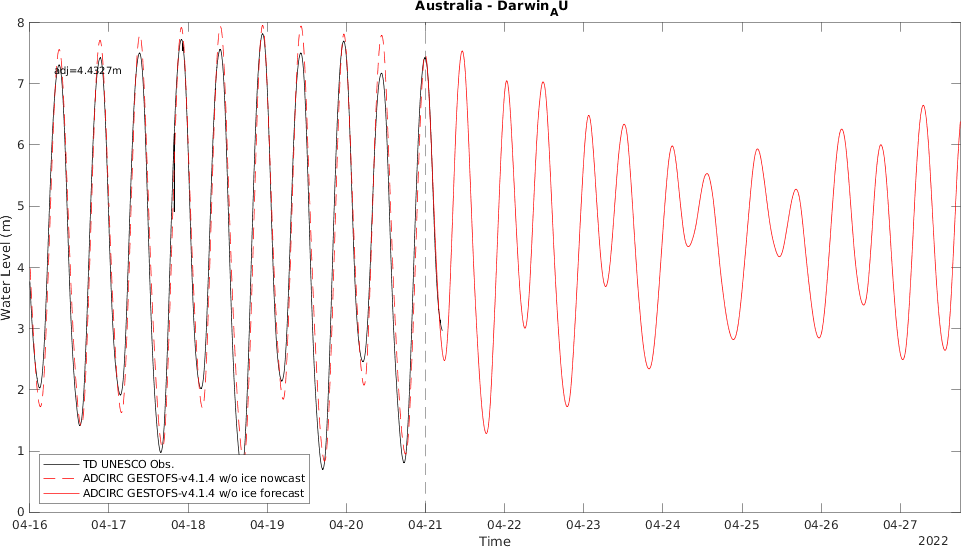 Australia - DarwinAU
8
7
6
5
4
3
2
1
0
adj=4.4327m
Water Level (m)
TD UNESCO Obs.
ADCIRC GESTOFS-v4.1.4 w/o ice nowcast
ADCIRC GESTOFS-v4.1.4 w/o ice forecast
04-16 04-17 04-18 04-19 04-20 04-21 04-22 04-23 04-24 04-25 04-26 04-27
Time
2022